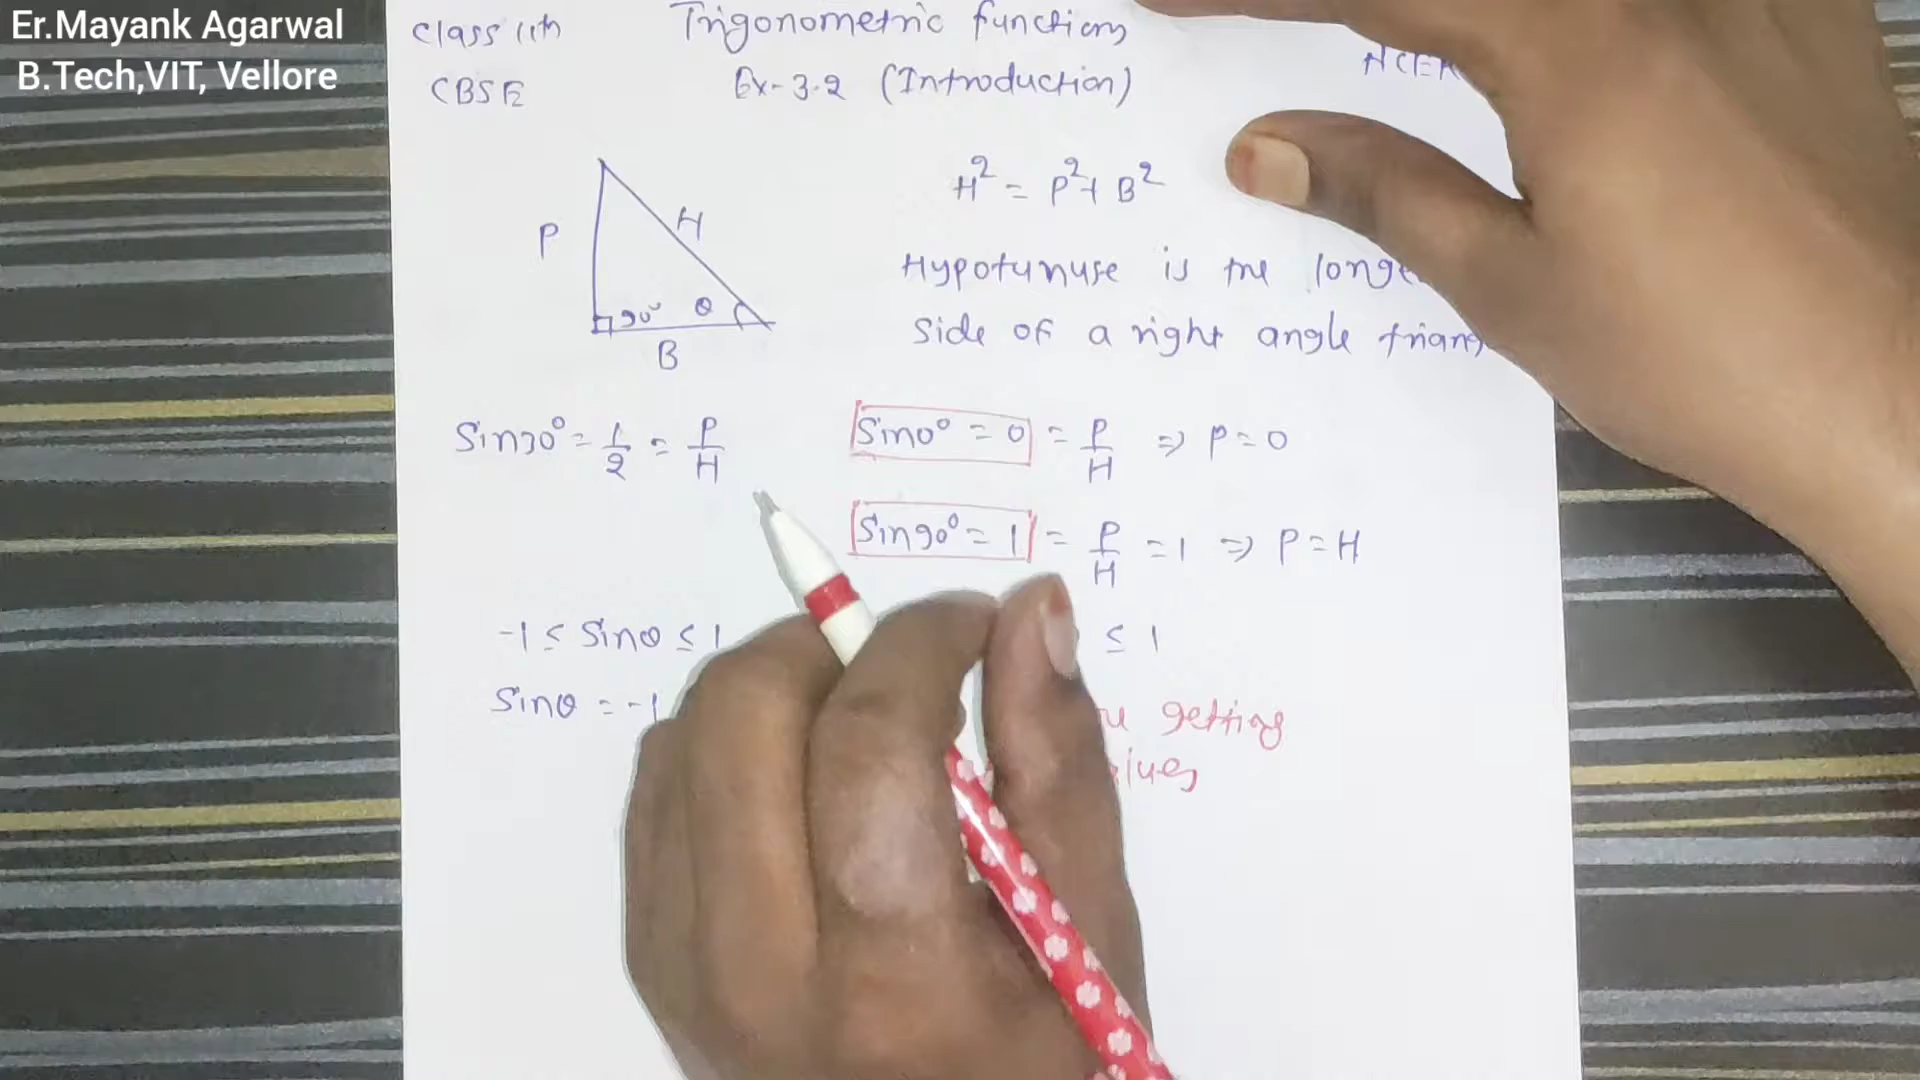 Er.Mayank Agarwal
B.Tech,VIT, Vellore
Class 11th
CBSE
Trigonometric functions
Ex-3.2 (Introduction)
H² = P²+ B²
P
H
90° θ
B
Hypotunuse is the
side of a right angle
Sin30° = 1/2 = P/H
Sin0° = 0 = P/H ⇒ P=0
Sin90° = 1 = P/H = 1 ⇒ P=H
-1 ≤ Sinθ ≤ 1
≤ 1
Sinθ = -1
getting